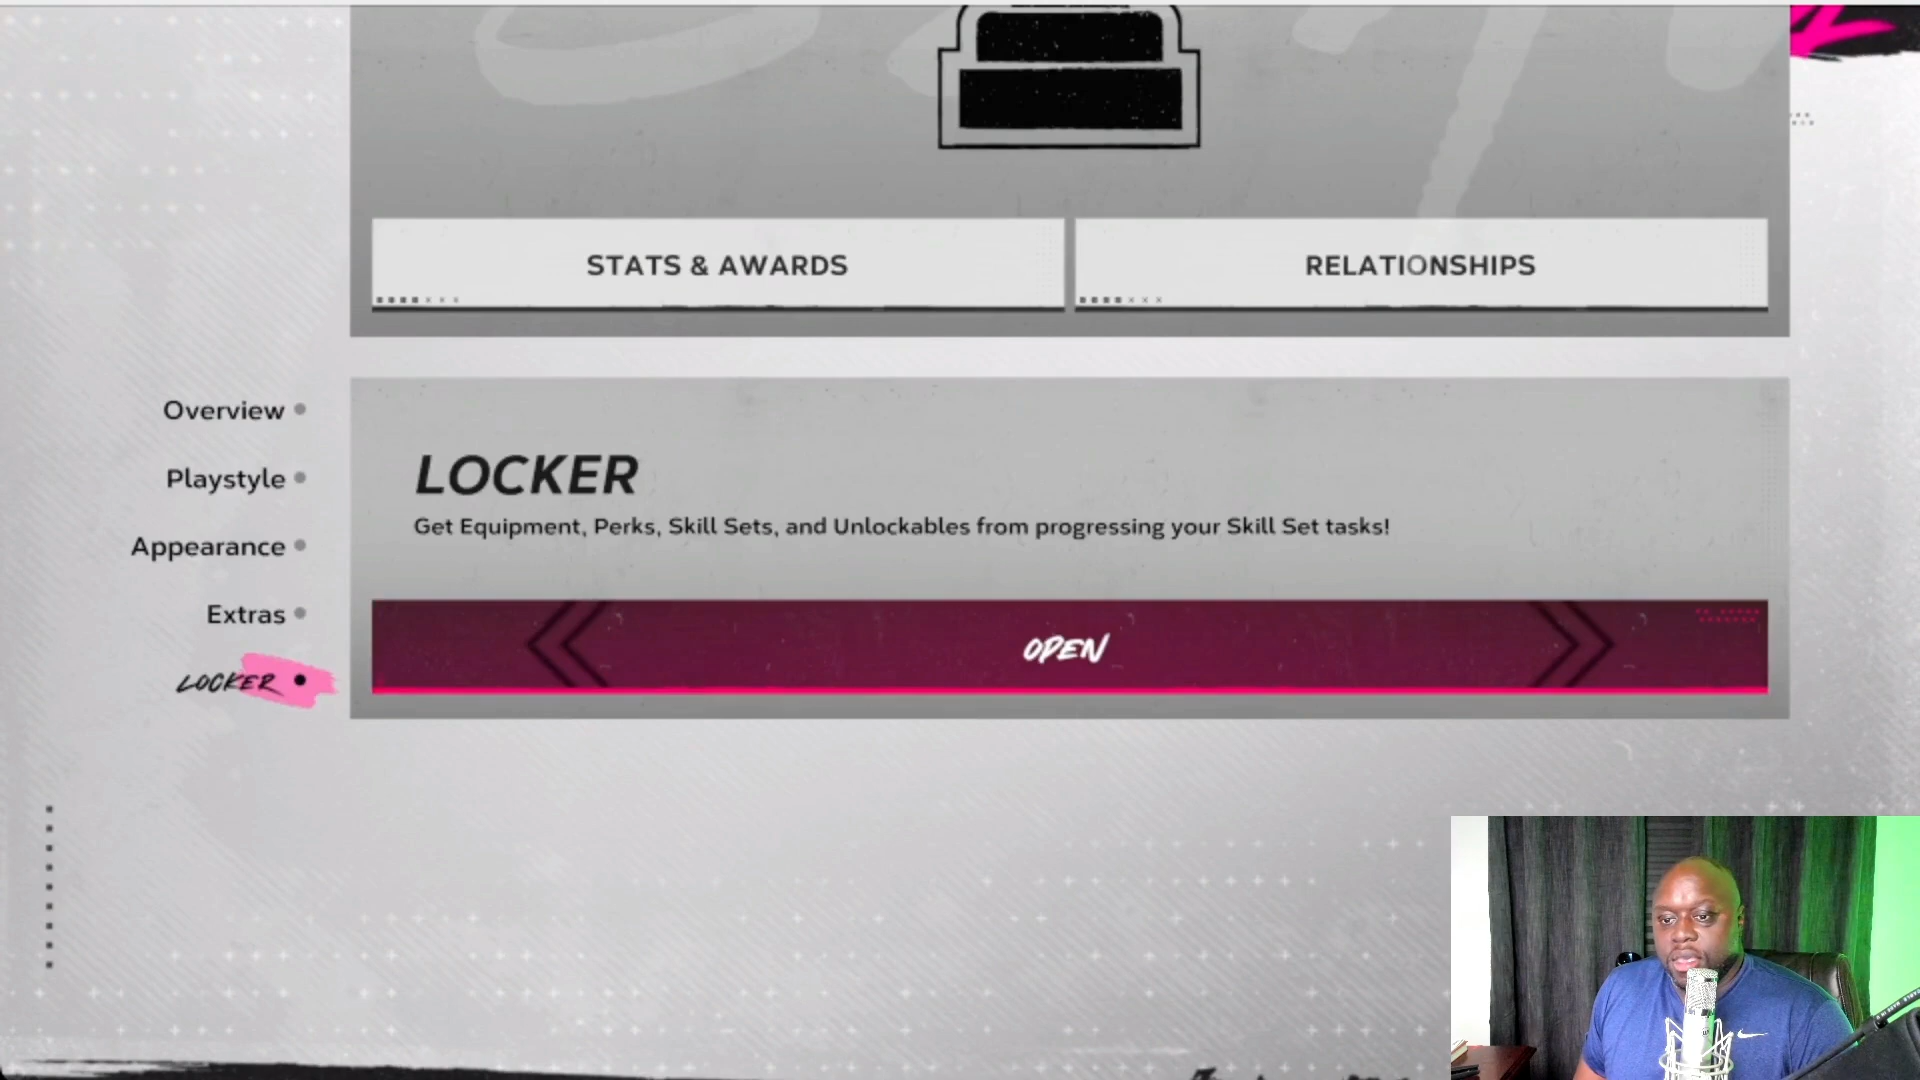 STATS & AWARDS
RELATIONSHIPS
Overview
Playstyle
Appearance
Extras
LOCKER
LOCKER
Get Equipment, Perks, Skill Sets, and Unlockables from progressing your Skill Set tasks!
OPEN